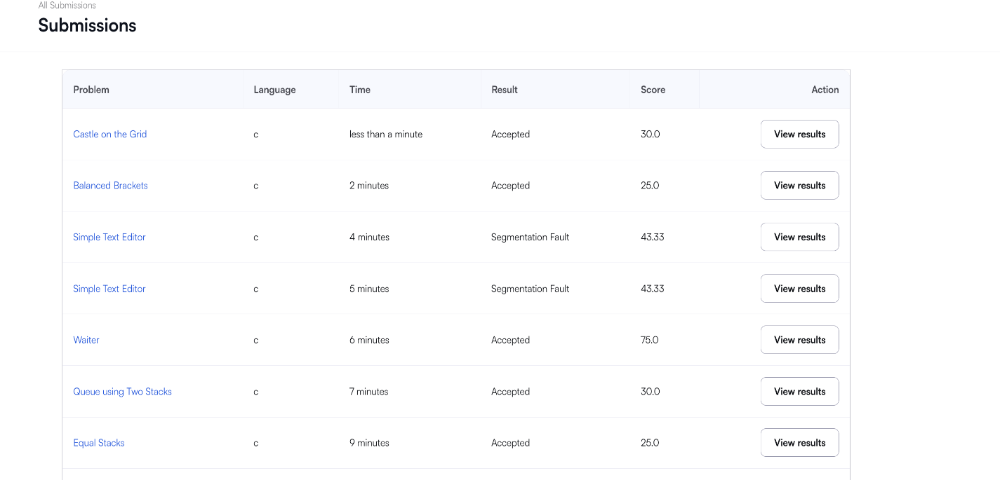 All Submissions
Submissions
Problem Language Time Result Score Action
Castle on the Grid c less than a minute Accepted 30.0 View results
Balanced Brackets c 2 minutes Accepted 25.0 View results
Simple Text Editor c 4 minutes Segmentation Fault 43.33 View results
Simple Text Editor c 5 minutes Segmentation Fault 43.33 View results
Waiter c 6 minutes Accepted 75.0 View results
Queue using Two Stacks c 7 minutes Accepted 30.0 View results
Equal Stacks c 9 minutes Accepted 25.0 View results